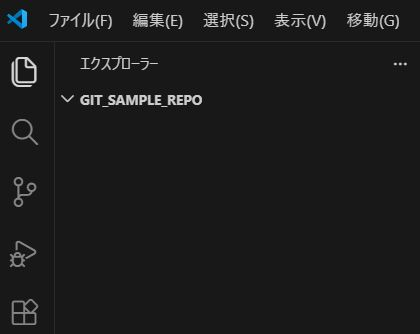 ファイル(F) 編集(E) 選択(S) 表示(V) 移動(G)
エクスプローラー
GIT_SAMPLE_REPO